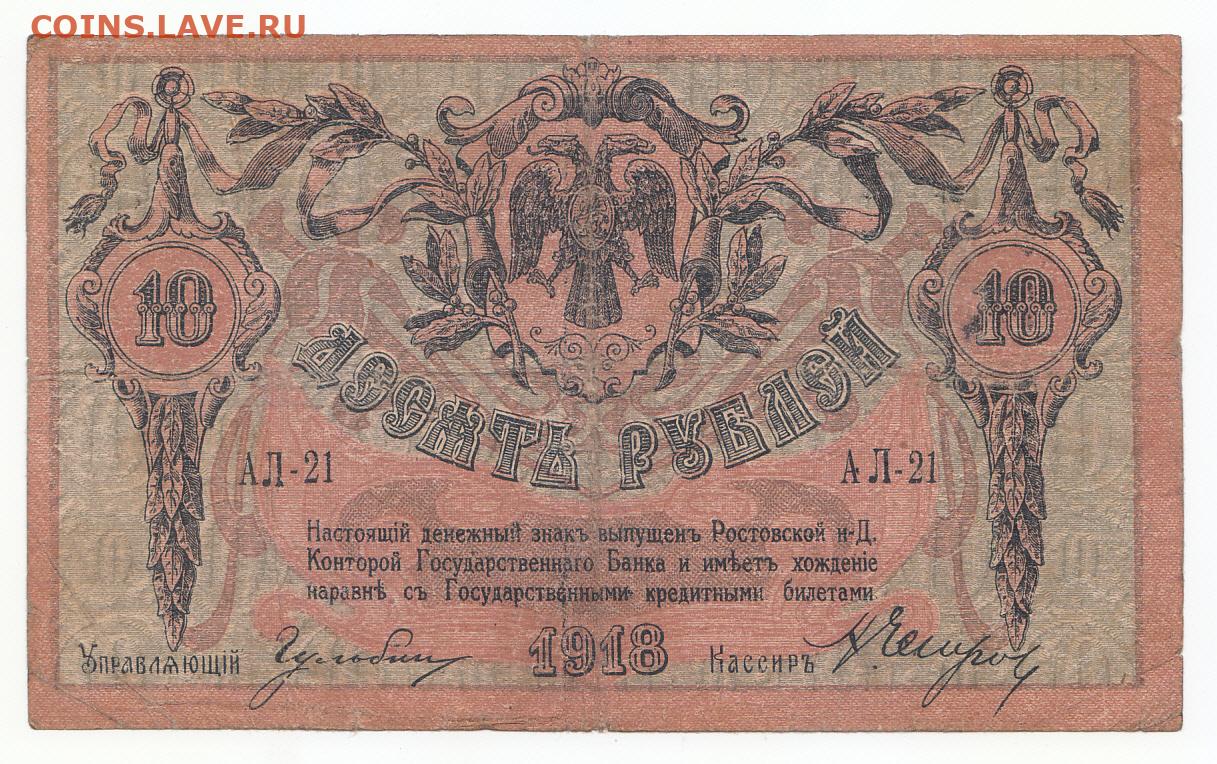 COINS.LAVE.RU
10 10
ДЕСЯТЬ РУБЛЕЙ
АЛ-21 АЛ-21
Настоящій денежный знакъ выпущенъ Ростовской н-Д.
Конторой Государственнаго Банка и имѣетъ хожденіе
наравнѣ съ Государственными кредитными билетами
Управляющій 1918 Кассиръ